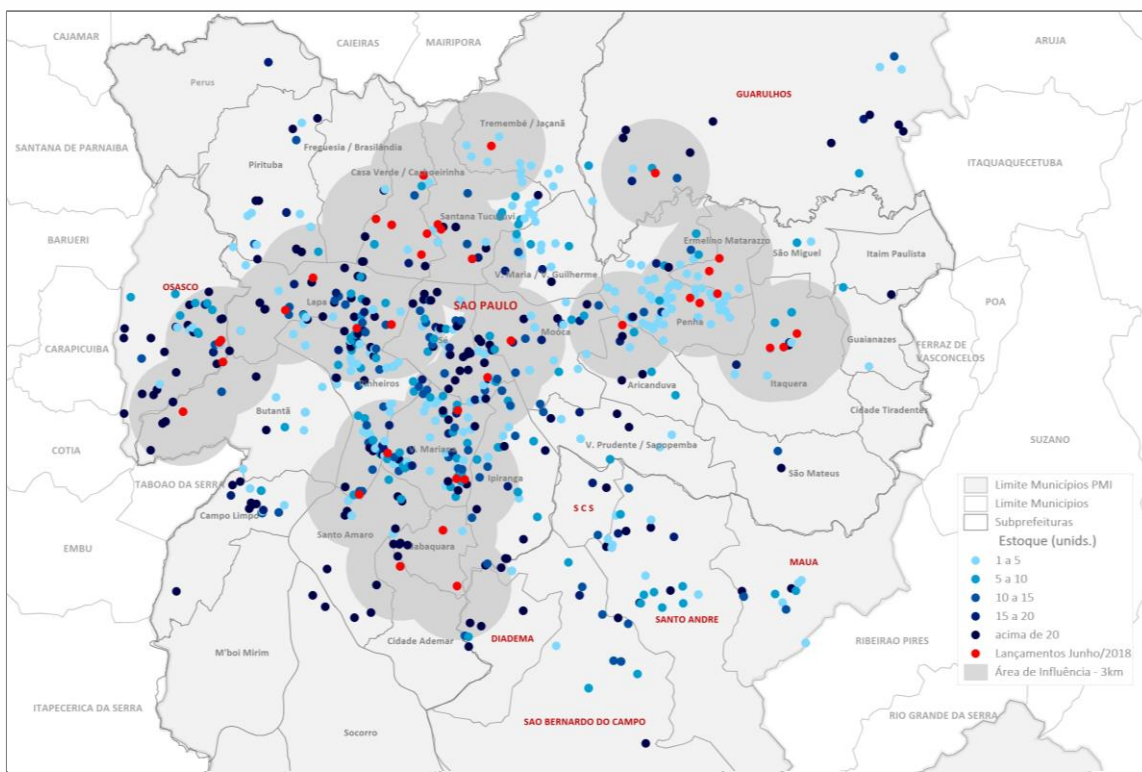 CAJAMAR
CAIEIRAS
MAIRIPORA
ARUJA
Perus
GUARULHOS
Tremembé / Jaçanã
SANTANA DE PARNAIBA
Freguesia / Brasilândia
Pirituba
Casa Verde / Cachoeirinha
ITAQUAQUECETUBA
Santana Tucuruvi
BARUERI
Ermelino Matarazzo
São Miguel
Itaim Paulista
V. Maria / V. Guilherme
OSASCO
Lapa
SAO PAULO
POA
Penha
Mooca
Sé
CARAPICUIBA
Guaianazes
FERRAZ DE
VASCONCELOS
Pinheiros
Aricanduva
Itaquera
Butantã
Cidade Tiradentes
COTIA
V. Mariana
V. Prudente / Sapopemba
SUZANO
São Mateus
TABOAO DA SERRA
Ipiranga
Campo Limpo
S C S
Limite Municípios PMI
Limite Municípios
Subprefeituras
Estoque (unids.)
1 a 5
5 a 10
10 a 15
15 a 20
acima de 20
Lançamentos Junho/2018
Área de Influência - 3km
Santo Amaro
EMBU
Jabaquara
MAUA
SANTO ANDRE
DIADEMA
Cidade Ademar
RIBEIRAO PIRES
M'boi Mirim
ITAPECERICA DA SERRA
SAO BERNARDO DO CAMPO
RIO GRANDE DA SERRA
Socorro